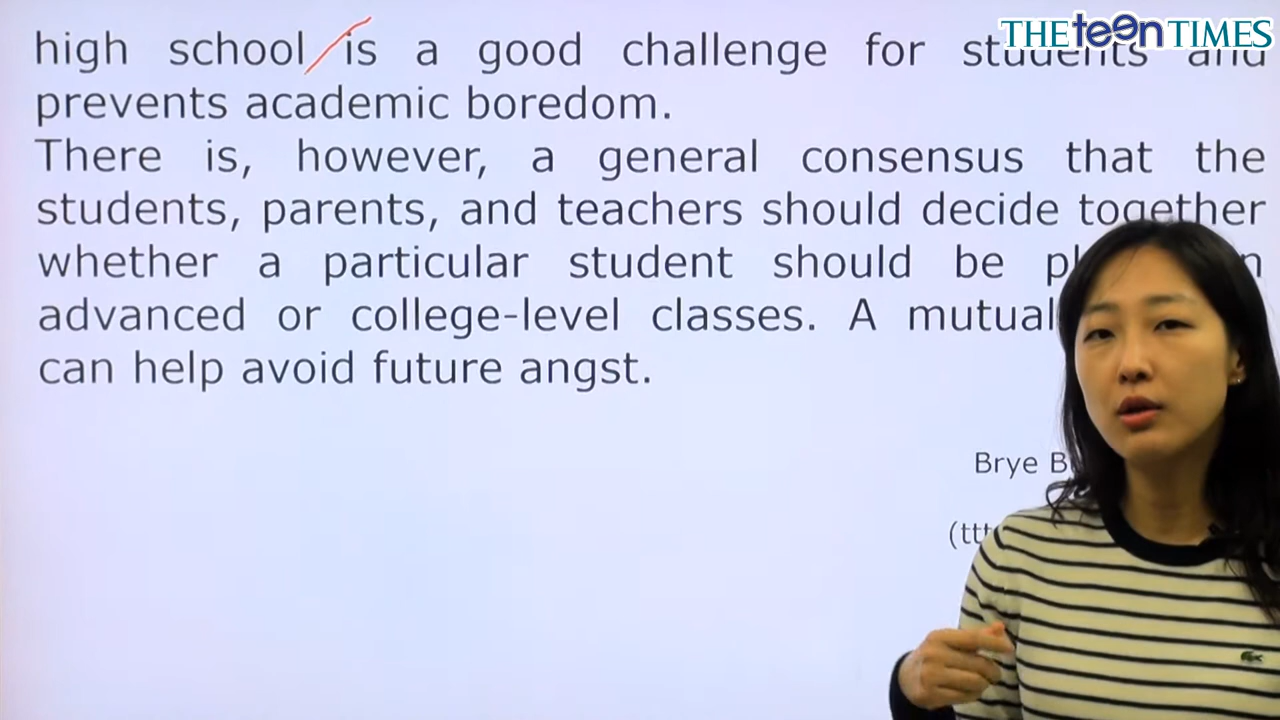 THE teen TIMES
high school is a good challenge for students and
prevents academic boredom.
There is, however, a general consensus that the
students, parents, and teachers should decide together
whether a particular student should be
advanced or college-level classes. A mutual
can help avoid future angst.
Brye